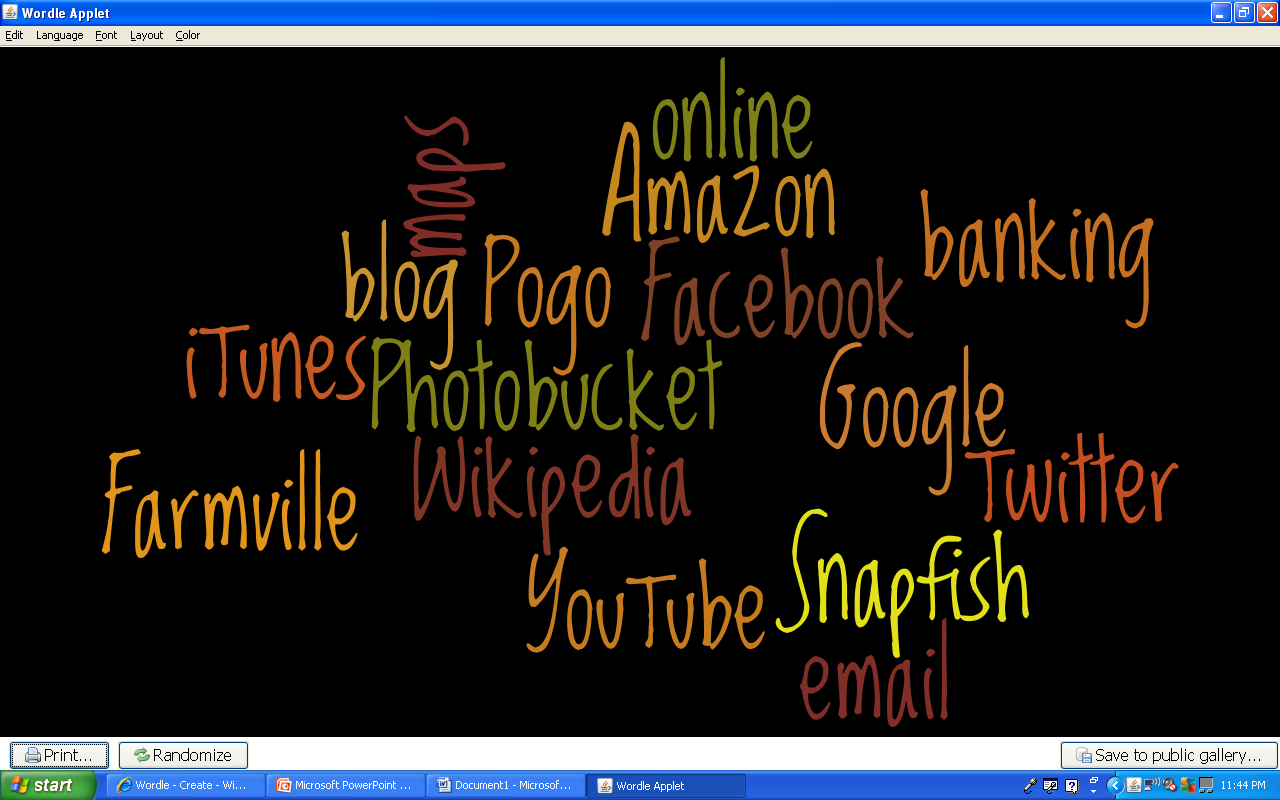 Wordle Applet
Edit Language Font Layout Color
online
maps
Amazon
banking
blog
Pogo
Facebook
iTunes
Photobucket
Google
Wikipedia
Twitter
Farmville
Snapfish
YouTube
email
Print... Randomize Save to public gallery...
start Wordle - Create - Wi... Microsoft PowerPoint ... Document1 - Microsof... Wordle Applet 11:44 PM